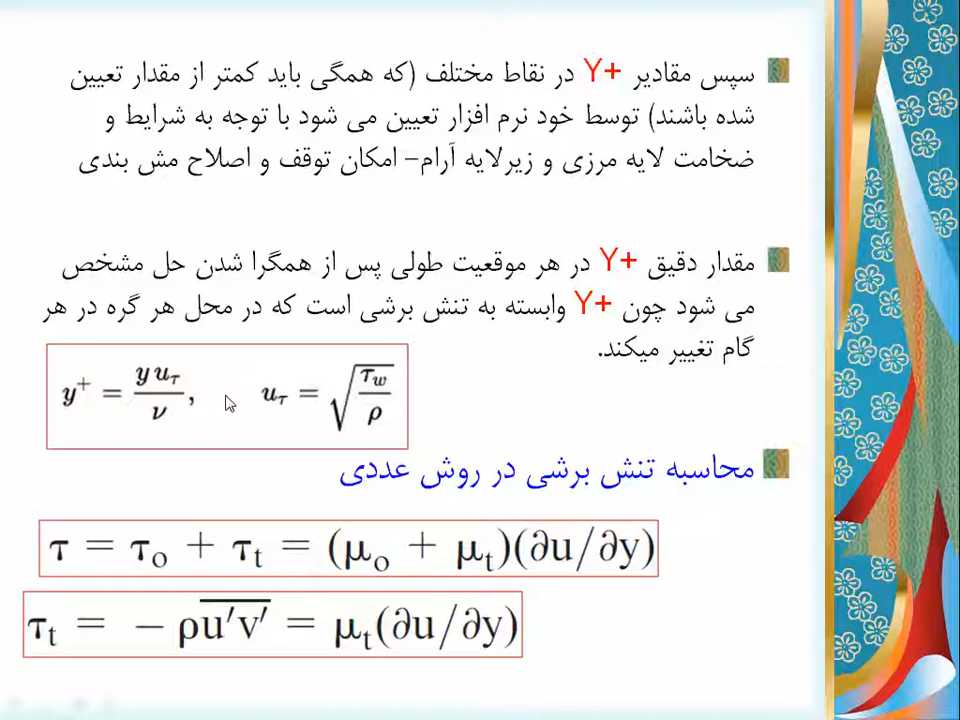 سپس مقادیر Y+ در نقاط مختلف (که همگی باید کمتر از مقدار تعیین
شده باشند) توسط خود نرم افزار تعیین می شود با توجه به شرایط و
ضخامت لایه مرزی و زیرلایه آرام– امکان توقف و اصلاح مش بندی
مقدار دقیق Y+ در هر موقعیت طولی پس از همگرا شدن حل مشخص
می شود چون Y+ وابسته به تنش برشی است که در محل هر گره در هر
گام تغییر میکند.
y⁺ = y u_τ / ν, u_τ = √(τ_w / ρ)
محاسبه تنش برشی در روش عددی
τ = τ₀ + τ_t = (μ₀ + μ_t)(∂u/∂y)
τ_t = − ρu′v′ = μ_t(∂u/∂y)